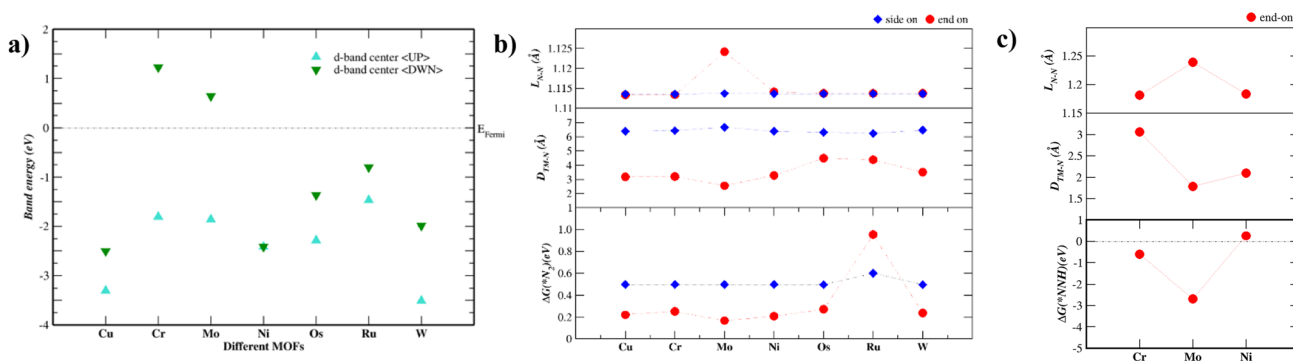 a)
Band energy (eV)
2
1
0
-1
-2
-3
-4
d-band center <UP>
d-band center <DWN>
E_Fermi
Cu Cr Mo Ni Os Ru W
Different MOFs
b)
side on end on
L_N-N (Å)
1.125
1.12
1.115
1.11
D_TM-N (Å)
7
6
5
4
3
2
1
ΔG(*N₂)(eV)
1.0
0.8
0.6
0.4
0.2
0
Cu Cr Mo Ni Os Ru W
c)
end-on
L_N-N (Å)
1.25
1.2
1.15
D_TM-N (Å)
3
2.5
2
1.5
1
ΔG(*NNH)(eV)
0
-1
-2
-3
-4
-5
Cr Mo Ni